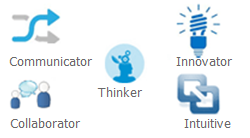 Communicator
Innovator
Thinker
Collaborator
Intuitive